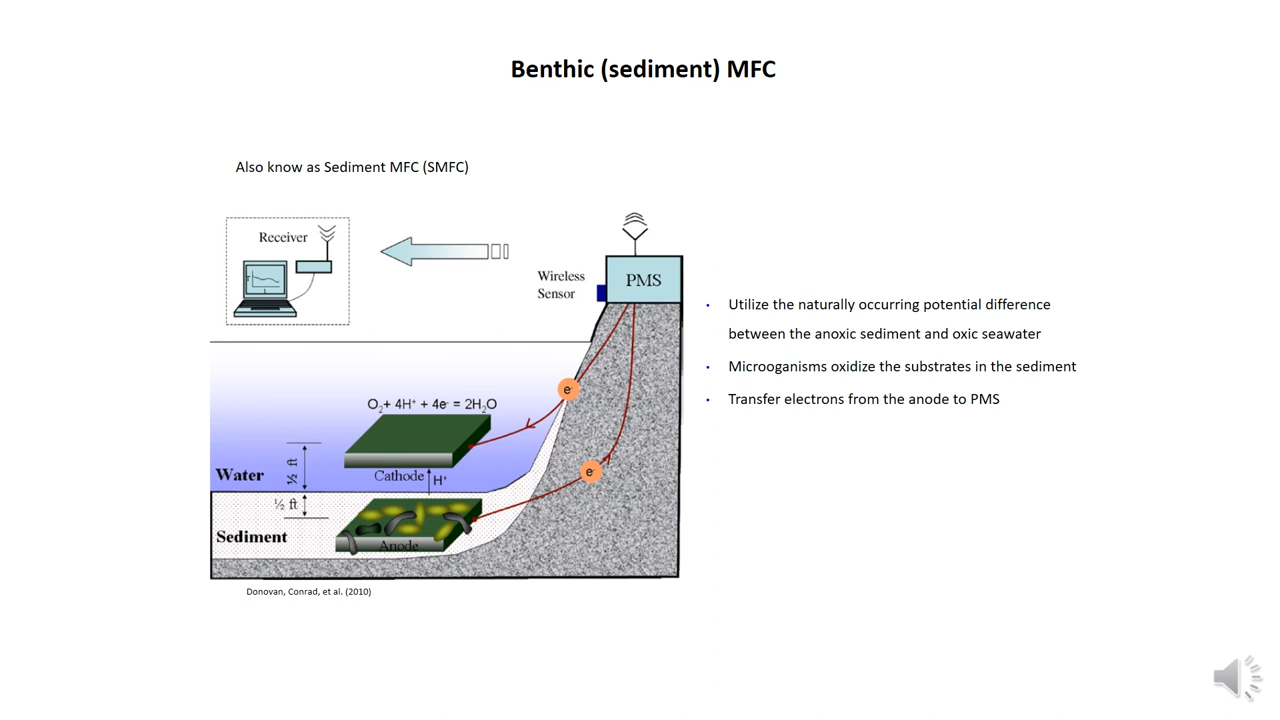 Benthic (sediment) MFC
Also know as Sediment MFC (SMFC)
Receiver
Wireless
Sensor
PMS
• Utilize the naturally occurring potential difference
between the anoxic sediment and oxic seawater
• Microoganisms oxidize the substrates in the sediment
• Transfer electrons from the anode to PMS
e-
O2+ 4H+ + 4e- = 2H2O
Water
½ ft
Cathode
H+
e-
½ ft
Sediment
Anode
Donovan, Conrad, et al. (2010)